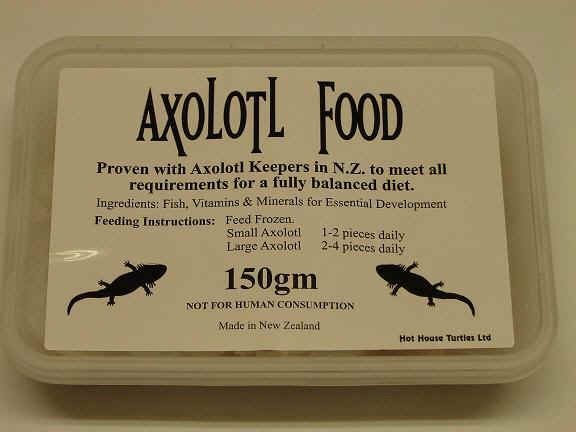 AXOLOTL FOOD
Proven with Axolotl Keepers in N.Z. to meet all
requirements for a fully balanced diet.
Ingredients: Fish, Vitamins & Minerals for Essential Development
Feeding Instructions: Feed Frozen.
Small Axolotl 1-2 pieces daily
Large Axolotl 2-4 pieces daily
150gm
NOT FOR HUMAN CONSUMPTION
Made in New Zealand
Hot House Turtles Ltd